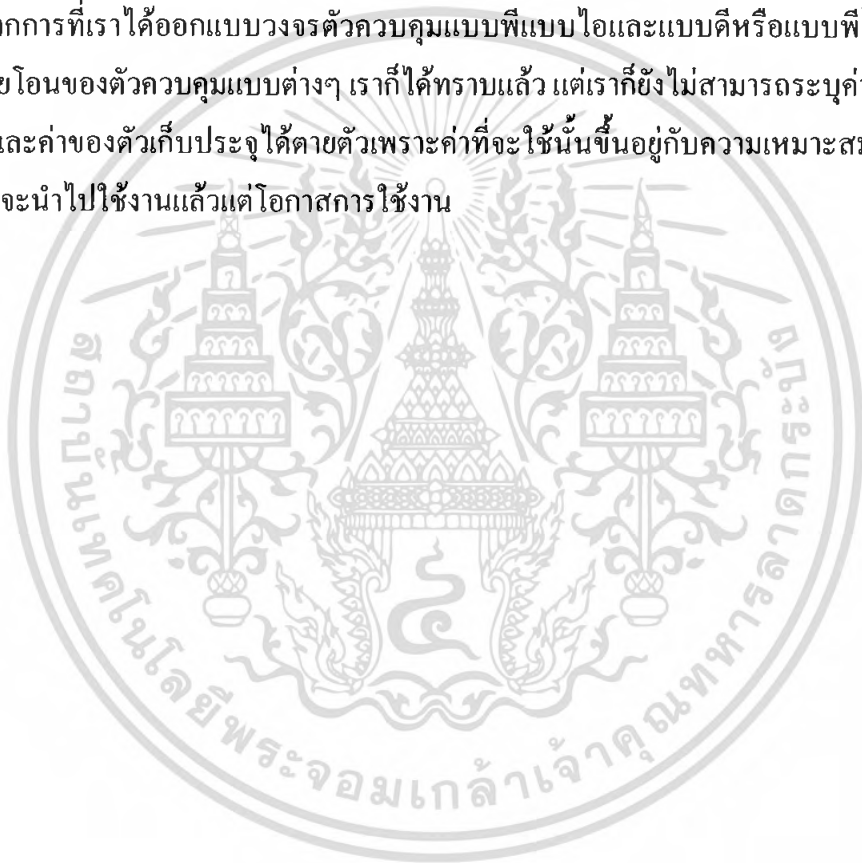 กการที่เราได้ออกแบบวงจรตัวควบคุมแบบพีแบบไอและแบบดีหรือแบบพี
ยโอนของตัวควบคุมแบบต่างๆ เราก็ได้ทราบแล้ว แต่เราก็ยังไม่สามารถระบุค่
และค่าของตัวเก็บประจุได้ตายตัวเพราะค่าที่จะใช้นั้นขึ้นอยู่กับความเหมาะส
จะนำไปใช้งานแล้วแต่โอกาสการใช้งาน
สถาบันเทคโนโลยีพระจอมเกล้าเจ้าคุณทหารลาดกระบัง